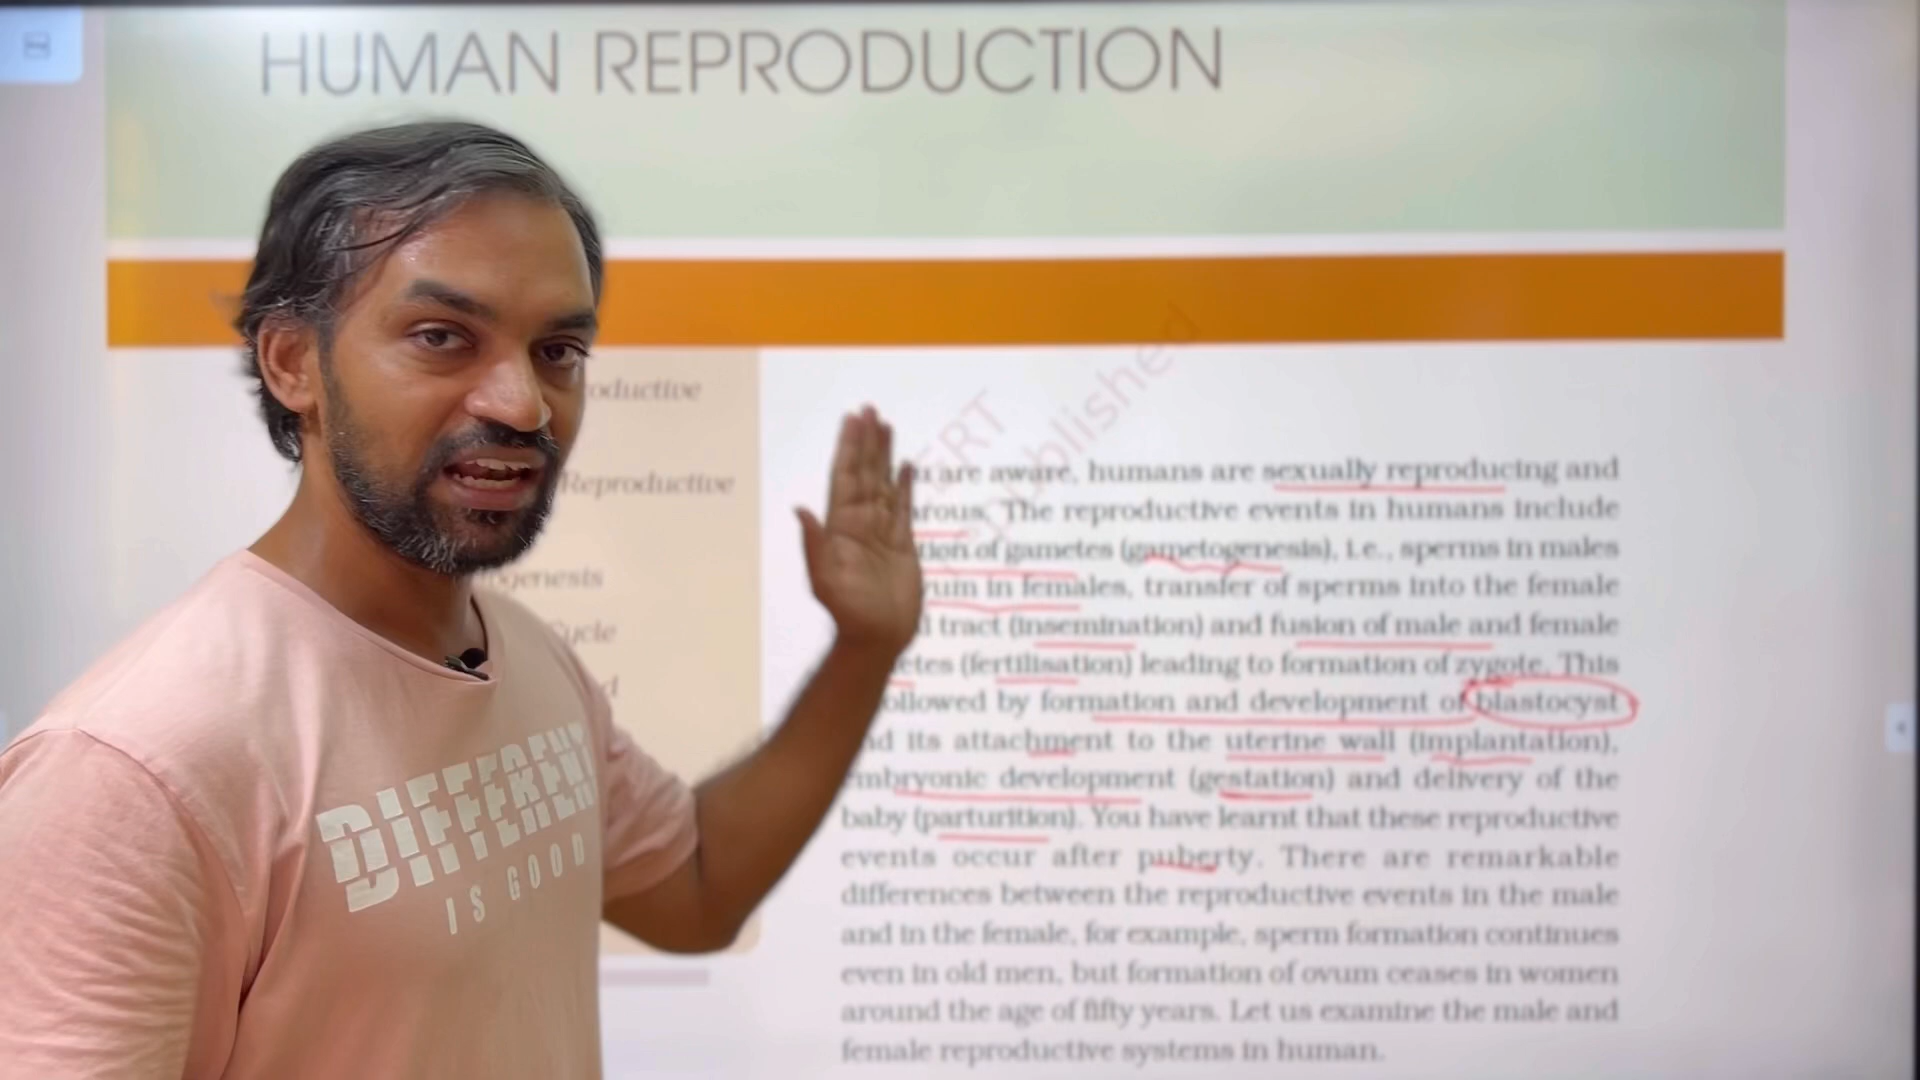 HUMAN REPRODUCTION
oductive
Reproductive
genesis
Cycle
d
ERT
republished
are aware, humans are sexually reproducing and
arous. The reproductive events in humans include
tion of gametes (gametogenesis), i.e., sperms in males
um in females, transfer of sperms into the female
l tract (insemination) and fusion of male and female
etes (fertilisation) leading to formation of zygote. This
ollowed by formation and development of blastocyst
nd its attachment to the uterine wall (implantation),
mbryonic development (gestation) and delivery of the
baby (parturition). You have learnt that these reproductive
events occur after puberty. There are remarkable
differences between the reproductive events in the male
and in the female, for example, sperm formation continues
even in old men, but formation of ovum ceases in women
around the age of fifty years. Let us examine the male and
female reproductive systems in human.
DIFFERENT
IS GOOD